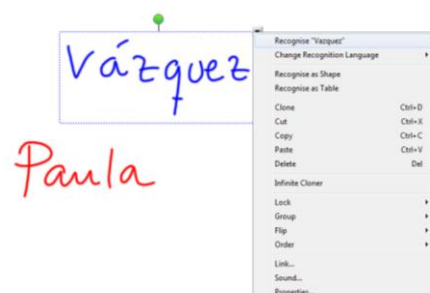 Vázquez
Paula
Recognise "Vazquez"
Change Recognition Language
Recognise as Shape
Recognise as Table
Clone Ctrl+D
Cut Ctrl+X
Copy Ctrl+C
Paste Ctrl+V
Delete Del
Infinite Cloner
Lock
Group
Flip
Order
Link...
Sound...
Properties